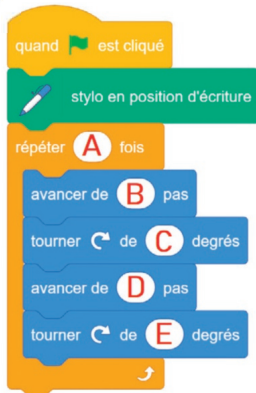 quand est cliqué
stylo en position d'écriture
répéter A fois
avancer de B pas
tourner de C degrés
avancer de D pas
tourner de E degrés